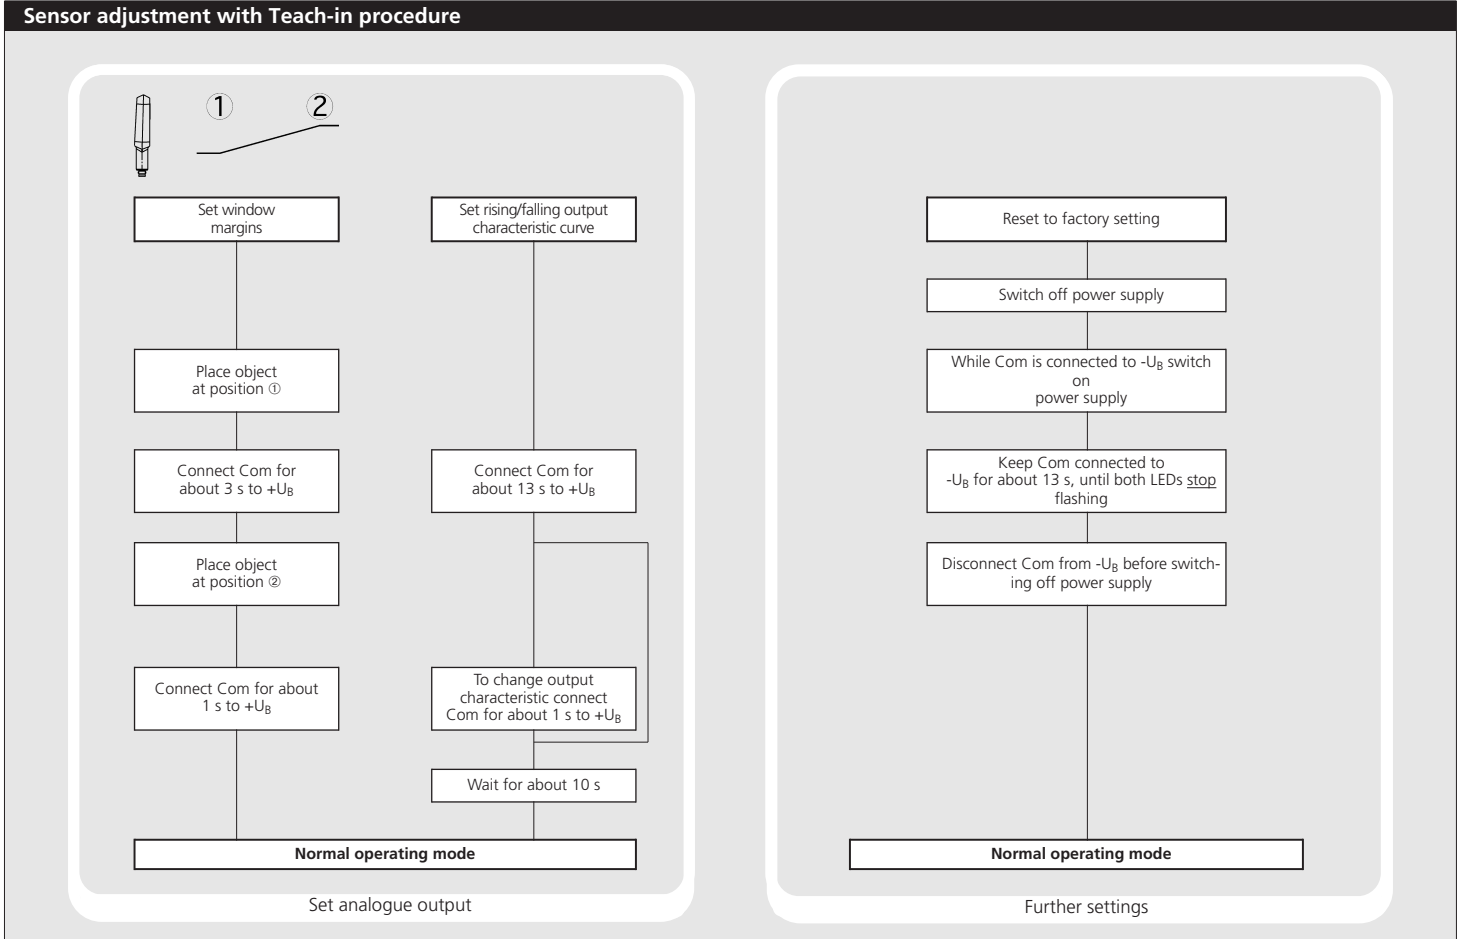 Sensor adjustment with Teach-in procedure
① ②
Set window
margins
Place object
at position ①
Connect Com for
about 3 s to +UB
Place object
at position ②
Connect Com for about
1 s to +UB
Set rising/falling output
characteristic curve
Connect Com for
about 13 s to +UB
To change output
characteristic connect
Com for about 1 s to +UB
Wait for about 10 s
Normal operating mode
Set analogue output
Reset to factory setting
Switch off power supply
While Com is connected to -UB switch
on
power supply
Keep Com connected to
-UB for about 13 s, until both LEDs stop
flashing
Disconnect Com from -UB before switch-
ing off power supply
Normal operating mode
Further settings